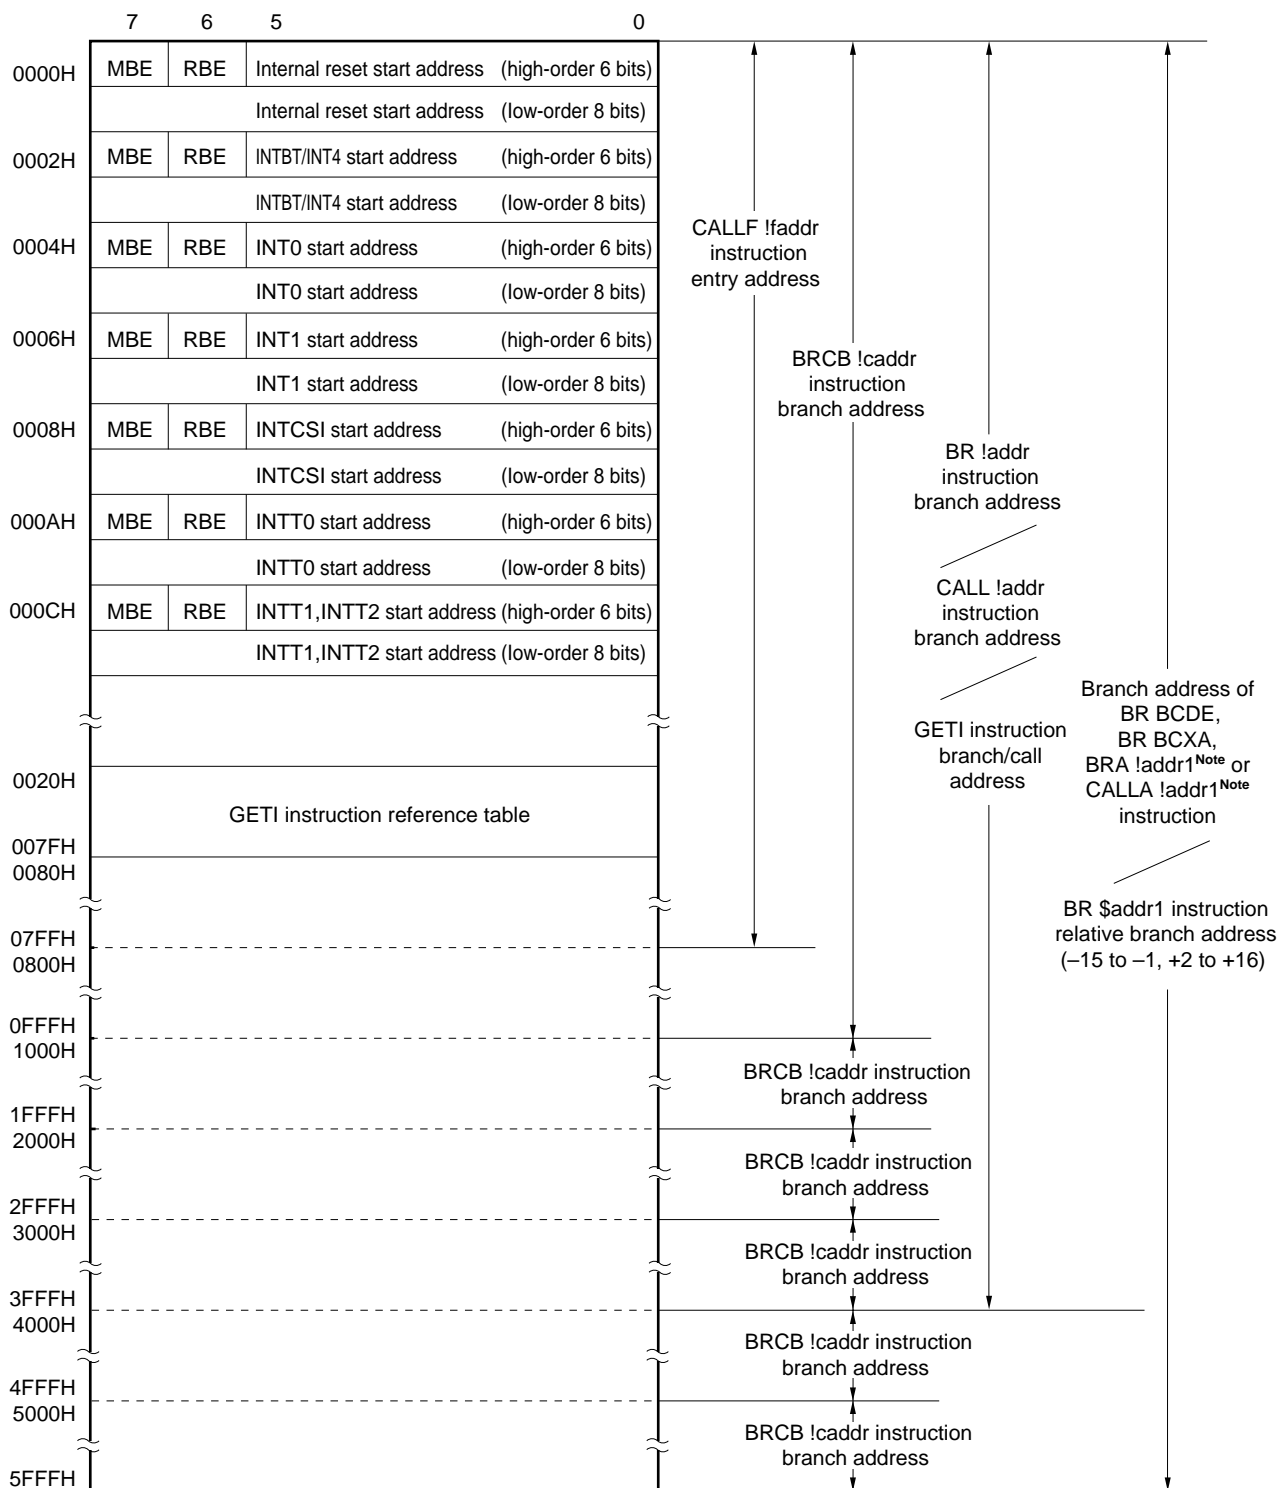 7 6 5 0
0000H MBE RBE Internal reset start address (high-order 6 bits)
Internal reset start address (low-order 8 bits)
0002H MBE RBE INTBT/INT4 start address (high-order 6 bits)
INTBT/INT4 start address (low-order 8 bits)
0004H MBE RBE INT0 start address (high-order 6 bits)
INT0 start address (low-order 8 bits)
0006H MBE RBE INT1 start address (high-order 6 bits)
INT1 start address (low-order 8 bits)
0008H MBE RBE INTCSI start address (high-order 6 bits)
INTCSI start address (low-order 8 bits)
000AH MBE RBE INTT0 start address (high-order 6 bits)
INTT0 start address (low-order 8 bits)
000CH MBE RBE INTT1,INTT2 start address (high-order 6 bits)
INTT1,INTT2 start address (low-order 8 bits)
0020H
GETI instruction reference table
007FH
0080H
07FFH
0800H
0FFFH
1000H
1FFFH
2000H
2FFFH
3000H
3FFFH
4000H
4FFFH
5000H
5FFFH
CALLF !faddr
instruction
entry address
BRCB !caddr
instruction
branch address
BRCB !caddr instruction
branch address
BRCB !caddr instruction
branch address
BRCB !caddr instruction
branch address
BRCB !caddr instruction
branch address
BRCB !caddr instruction
branch address
BR !addr
instruction
branch address
CALL !addr
instruction
branch address
GETI instruction
branch/call
address
Branch address of
BR BCDE,
BR BCXA,
BRA !addr1Note or
CALLA !addr1Note
instruction
BR $addr1 instruction
relative branch address
(–15 to –1, +2 to +16)